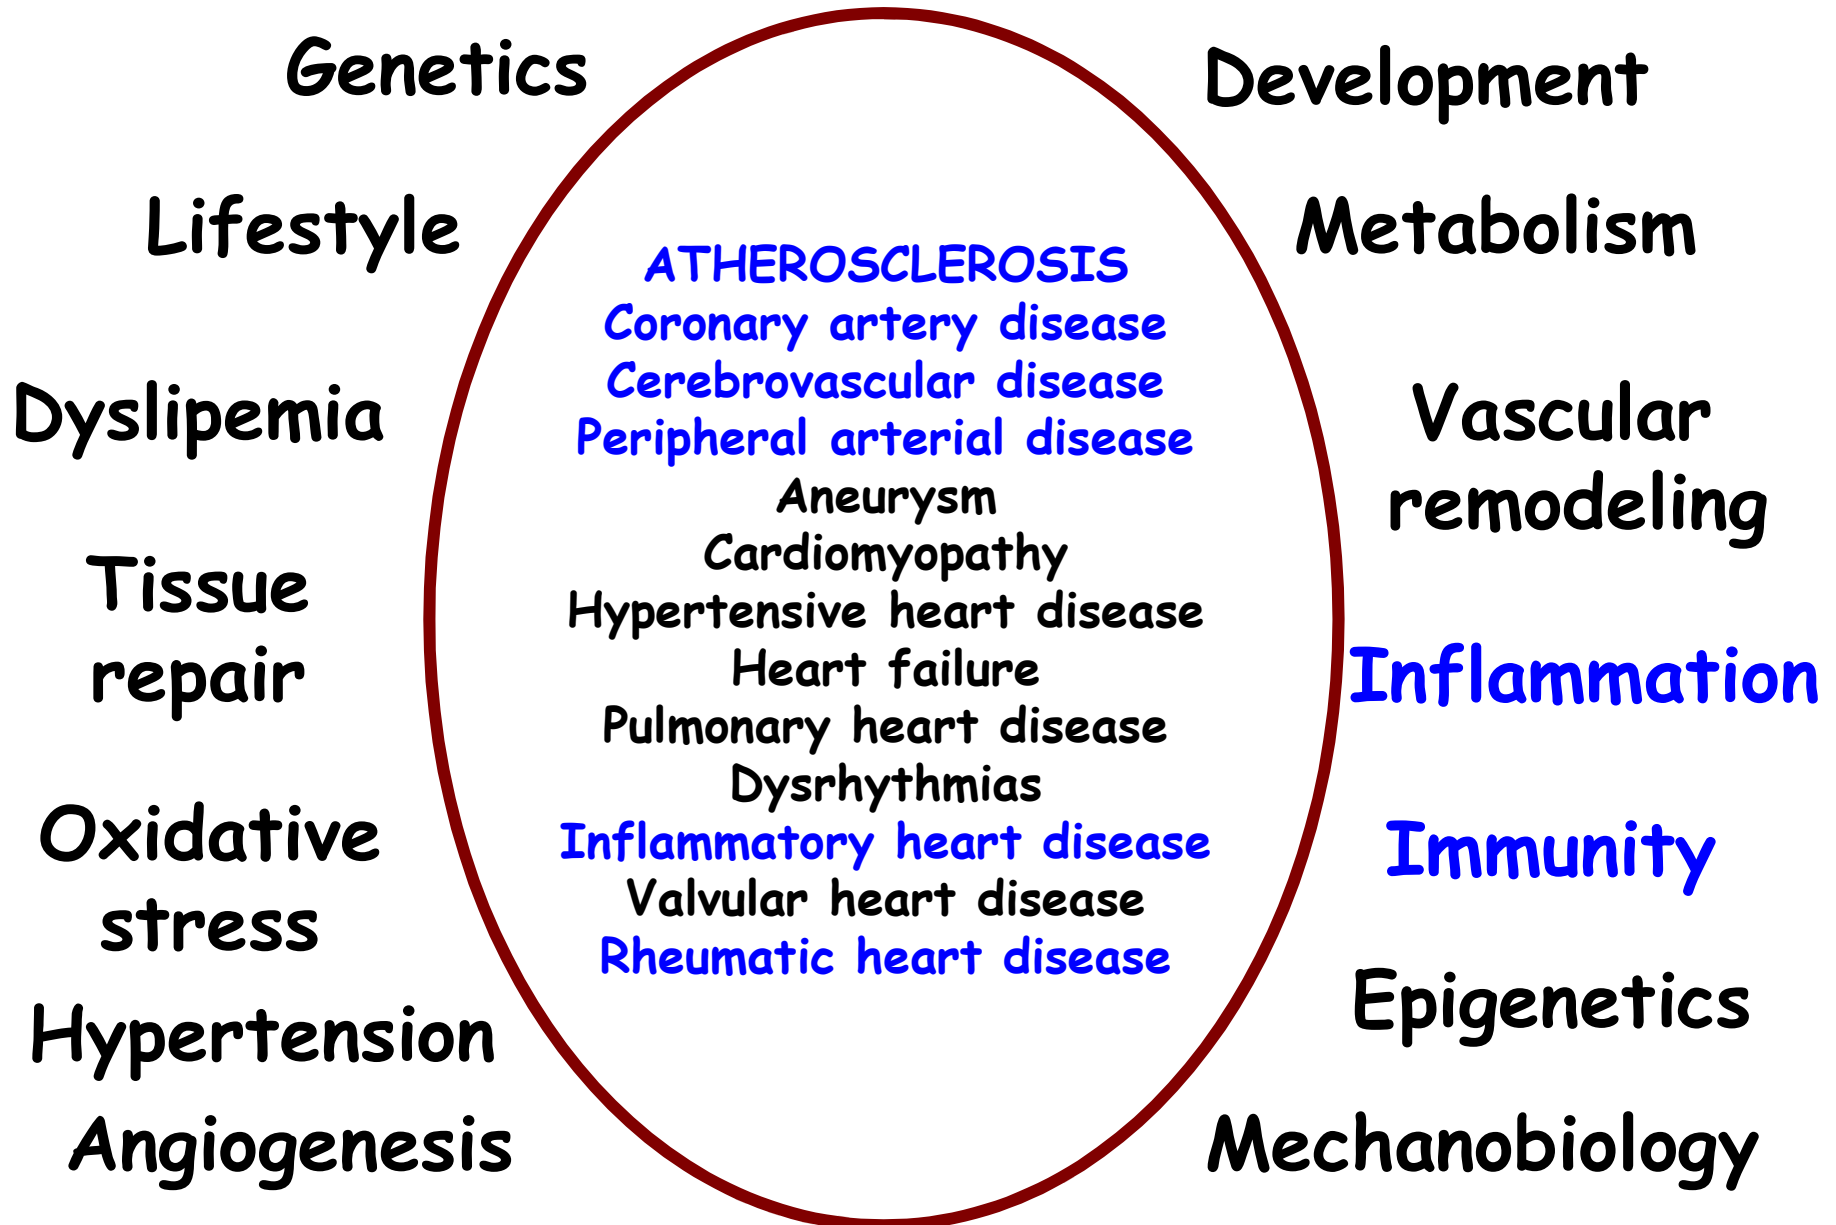 Genetics
Lifestyle
Dyslipemia
Tissue
repair
Oxidative
stress
Hypertension
Angiogenesis
ATHEROSCLEROSIS
Coronary artery disease
Cerebrovascular disease
Peripheral arterial disease
Aneurysm
Cardiomyopathy
Hypertensive heart disease
Heart failure
Pulmonary heart disease
Dysrhythmias
Inflammatory heart disease
Valvular heart disease
Rheumatic heart disease
Development
Metabolism
Vascular
remodeling
Inflammation
Immunity
Epigenetics
Mechanobiology